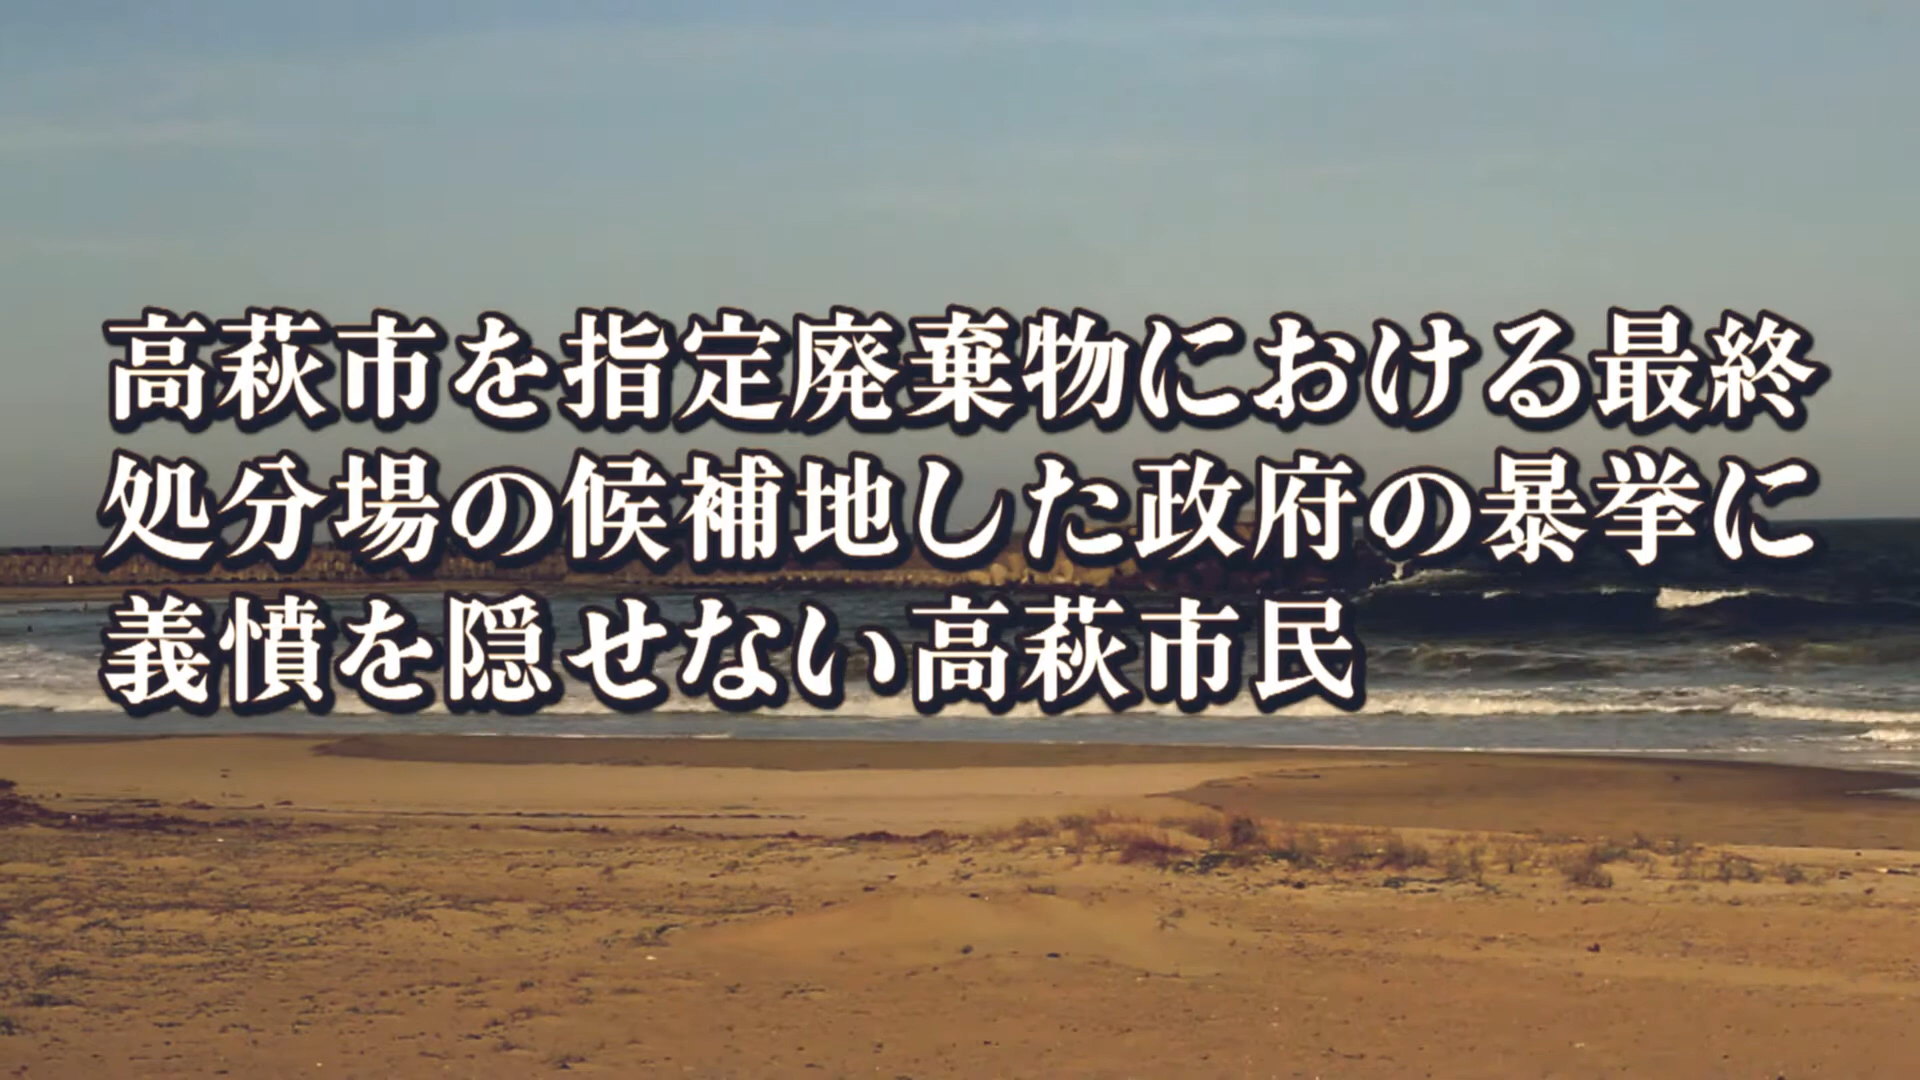 高萩市を指定廃棄物における最終
処分場の候補地した政府の暴挙に
義憤を隠せない高萩市民